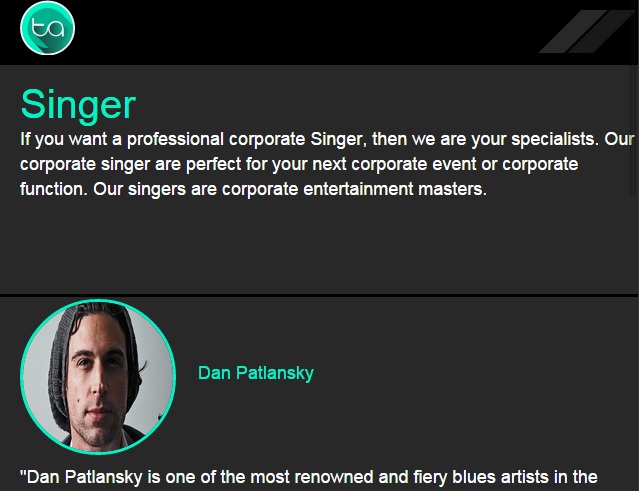 ta
Singer
If you want a professional corporate Singer, then we are your specialists. Our
corporate singer are perfect for your next corporate event or corporate
function. Our singers are corporate entertainment masters.
Dan Patlansky
"Dan Patlansky is one of the most renowned and fiery blues artists in the